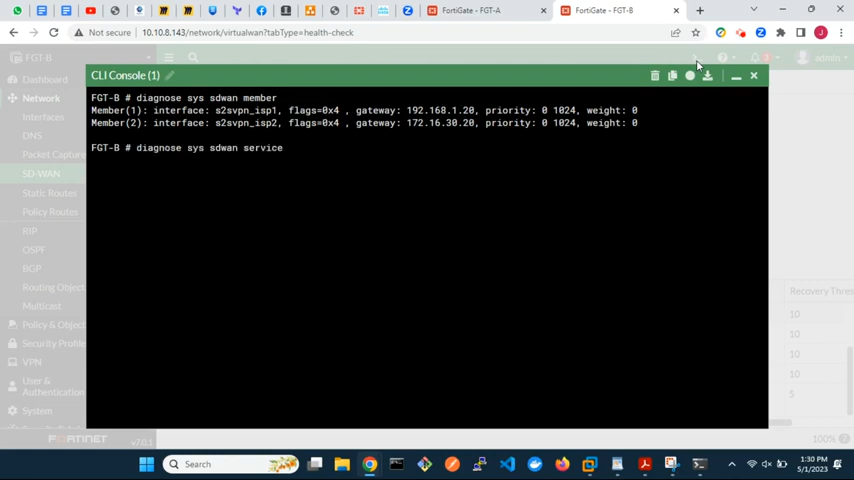 FortiGate - FGT-A
FortiGate - FGT-B
Not secure
10.10.8.143/network/virtualwan?tabType=health-check
FGT-B
2
admin
CLI Console (1)
Dashboard
Network
Interfaces
DNS
Packet Capture
SD-WAN
Static Routes
Policy Routes
RIP
OSPF
BGP
Routing Object
Multicast
Policy & Object
Security Profile
VPN
User &
Authentication
System
FORTINET
v7.0.1
FGT-B # diagnose sys sdwan member
Member(1): interface: s2svpn_isp1, flags=0x4 , gateway: 192.168.1.20, priority: 0 1024, weight: 0
Member(2): interface: s2svpn_isp2, flags=0x4 , gateway: 172.16.30.20, priority: 0 1024, weight: 0
FGT-B # diagnose sys sdwan service
Recovery Thres
10
10
10
10
5
100%
Search
1:30 PM
5/1/2023